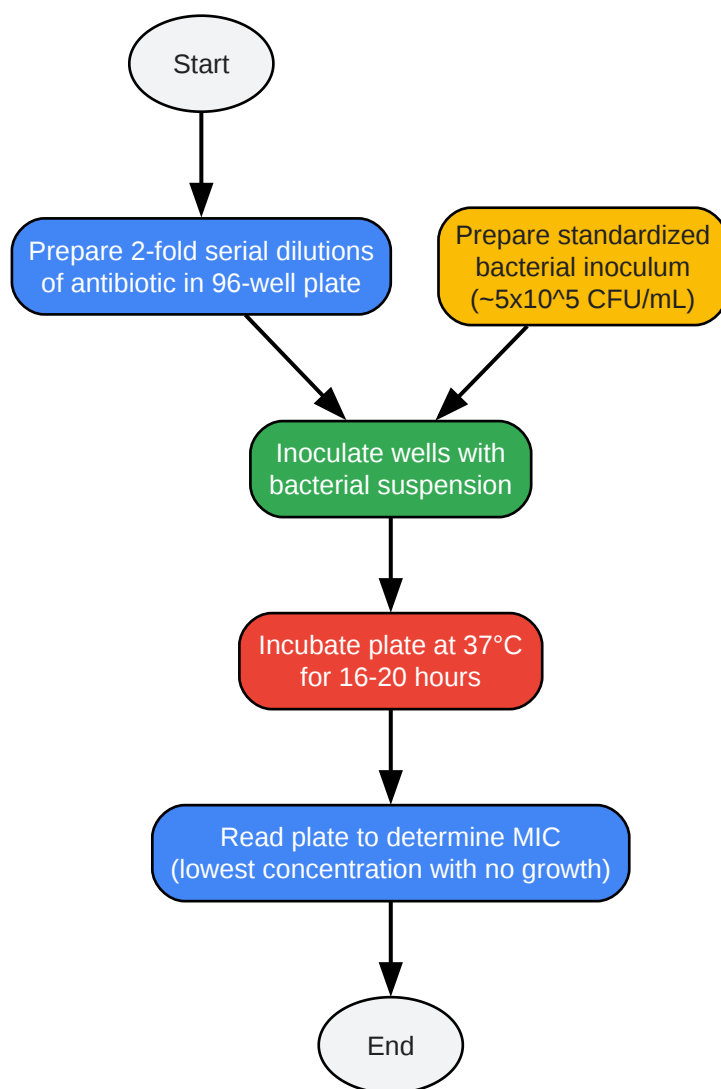 Start
Prepare 2-fold serial dilutions
of antibiotic in 96-well plate
Prepare standardized
bacterial inoculum
(~5x10^5 CFU/mL)
Inoculate wells with
bacterial suspension
Incubate plate at 37°C
for 16-20 hours
Read plate to determine MIC
(lowest concentration with no growth)
End